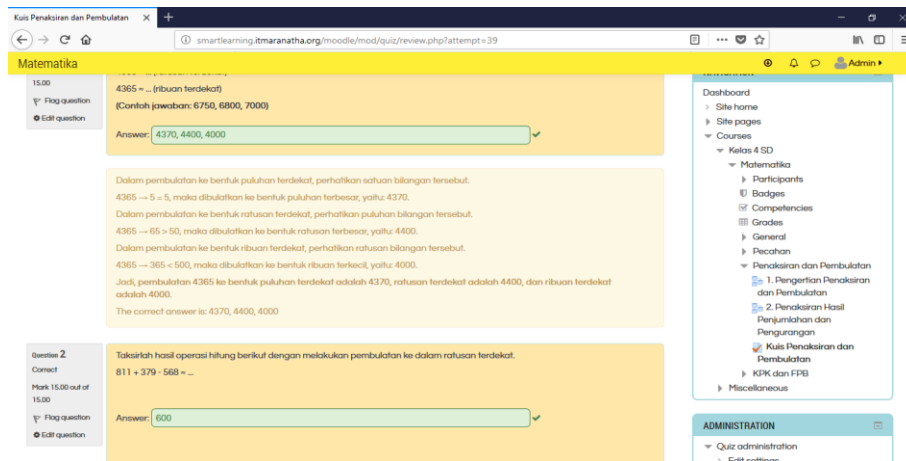 Kuis Penaksiran dan Pembulatan
smartlearning.itmaranatha.org/moodle/mod/quiz/review.php?attempt=39
Matematika
Admin
15.00
Flag question
Edit question
4365 = ... (ribuan terdekat)
(Contoh jawaban: 6750, 6800, 7000)
Answer: 4370, 4400, 4000
Dalam pembulatan ke bentuk puluhan terdekat, perhatikan satuan bilangan tersebut.
4365 → 5 = 5, maka dibulatkan ke bentuk puluhan terbesar, yaitu: 4370.
Dalam pembulatan ke bentuk ratusan terdekat, perhatikan puluhan bilangan tersebut.
4365 → 65 > 50, maka dibulatkan ke bentuk ratusan terbesar, yaitu: 4400.
Dalam pembulatan ke bentuk ribuan terdekat, perhatikan ratusan bilangan tersebut.
4365 → 365 < 500, maka dibulatkan ke bentuk ribuan terkecil, yaitu: 4000.
Jadi, pembulatan 4365 ke bentuk puluhan terdekat adalah 4370, ratusan terdekat adalah 4400, dan ribuan terdekat
adalah 4000.
The correct answer is: 4370, 4400, 4000
Question 2
Correct
Mark 15.00 out of
15.00
Flag question
Edit question
Taksirlah hasil operasi hitung berikut dengan melakukan pembulatan ke dalam ratusan terdekat.
811 + 379 - 568 ≈ ...
Answer: 600
Dashboard
Site home
Site pages
Courses
Kelas 4 SD
Matematika
Participants
Badges
Competencies
Grades
General
Pecahan
Penaksiran dan Pembulatan
1. Pengertian Penaksiran
dan Pembulatan
2. Penaksiran Hasil
Penjumlahan dan
Pengurangan
Kuis Penaksiran dan
Pembulatan
KPK dan FPB
Miscellaneous
ADMINISTRATION
Quiz administration
Edit settings